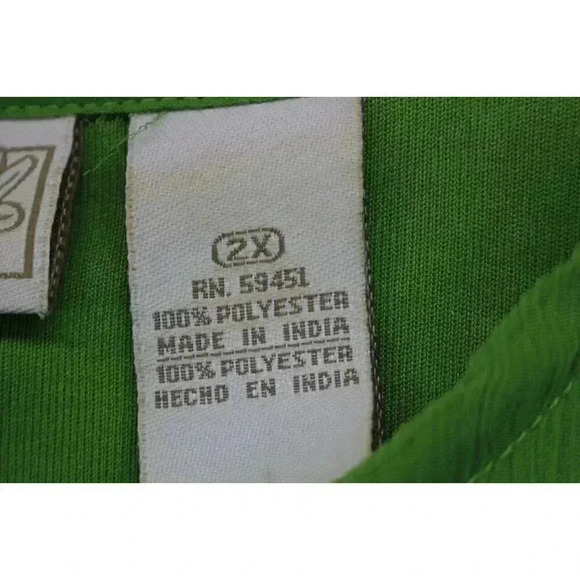 2X
RN. 59451
100% POLYESTER
MADE IN INDIA
100% POLYESTER
HECHO EN INDIA